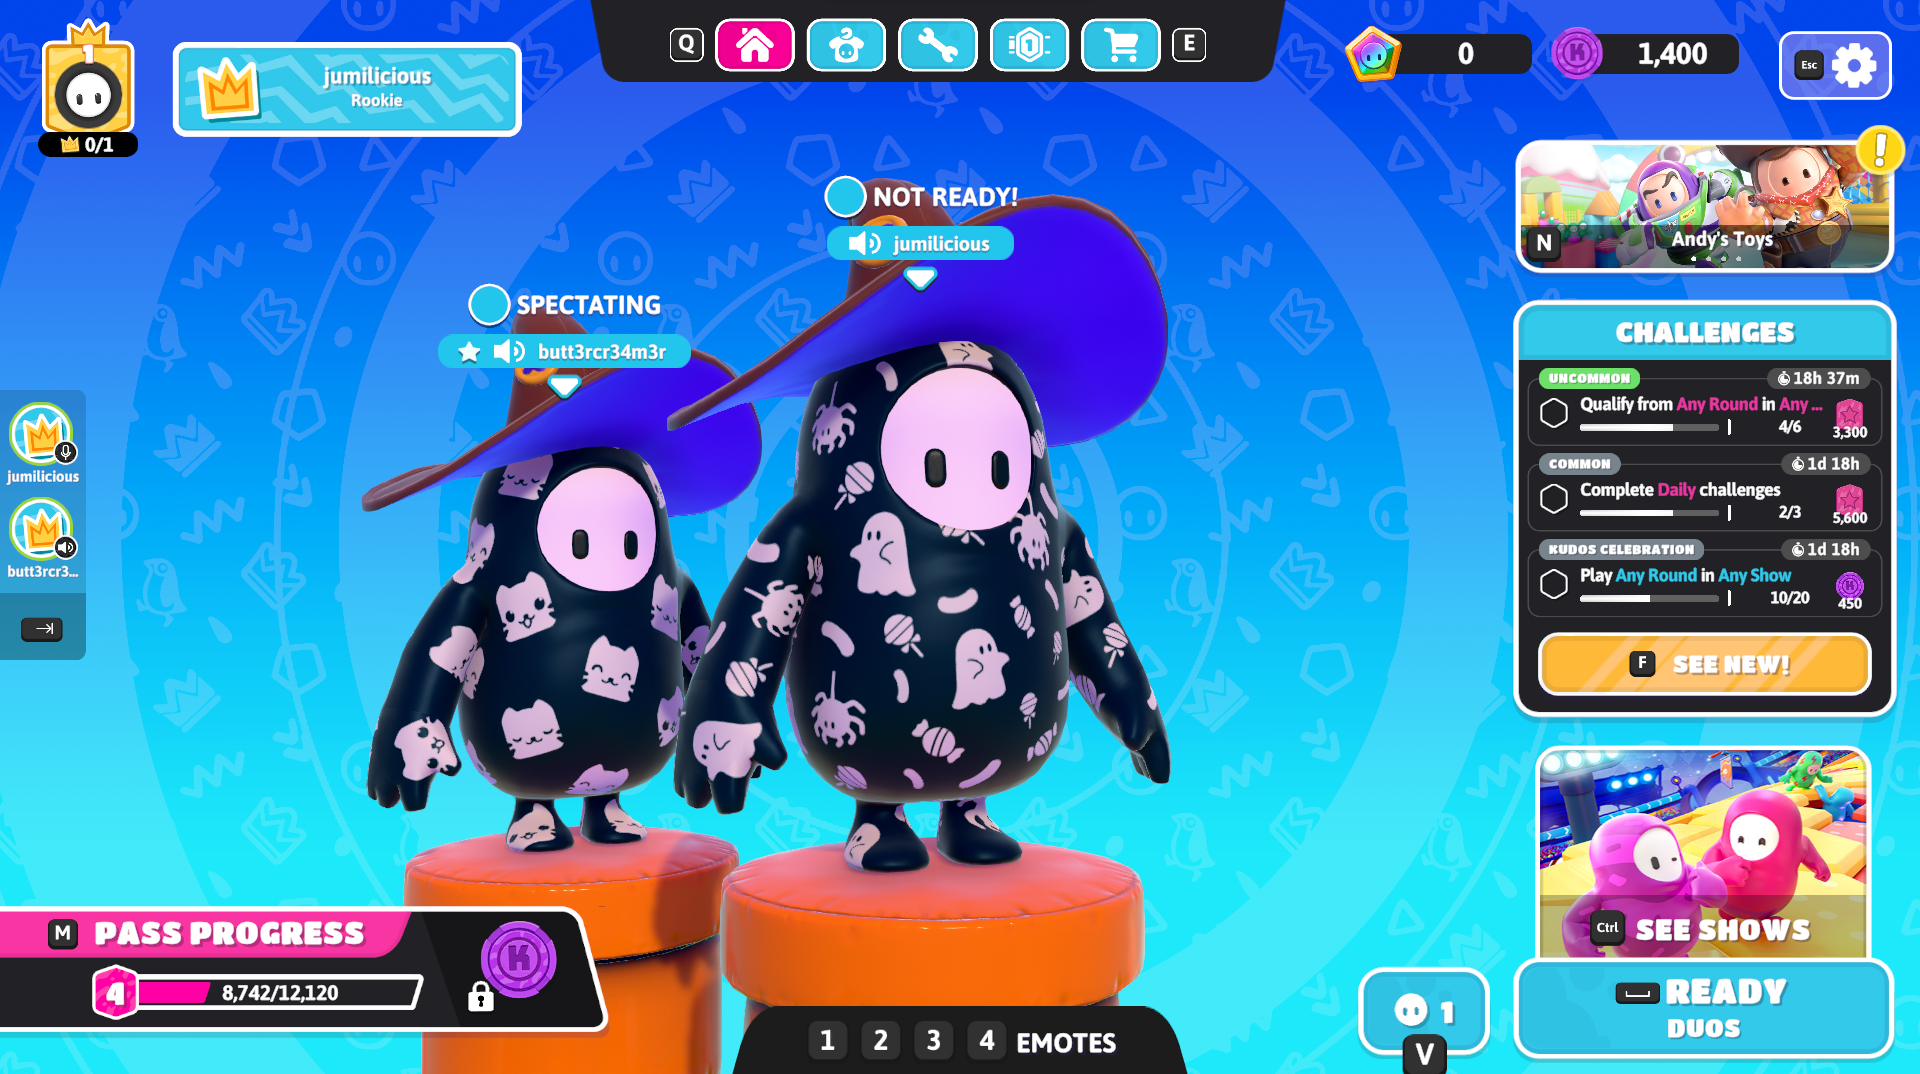 1
0/1
jumilicious
Rookie
Q
E
0
K
1,400
Esc
NOT READY!
jumilicious
SPECTATING
butt3rcr34m3r
jumilicious
butt3rcr3...
N
Andy's Toys
!
CHALLENGES
UNCOMMON
18h 37m
Qualify from Any Round in Any ...
4/6
3,300
COMMON
1d 18h
Complete Daily challenges
2/3
5,600
KUDOS CELEBRATION
1d 18h
Play Any Round in Any Show
10/20
K
450
F SEE NEW!
Ctrl SEE SHOWS
M PASS PROGRESS
K
4
8,742/12,120
1 2 3 4 EMOTES
1
V
READY
DUOS